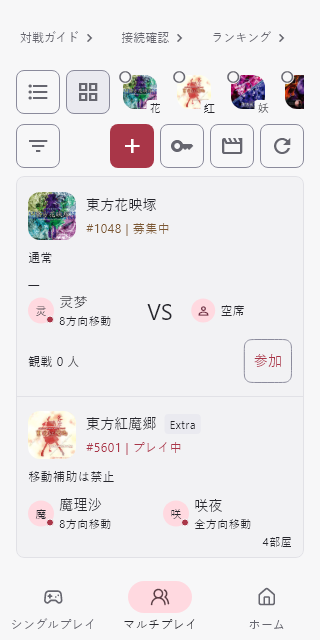 対戦ガイド
接続確認
ランキング
花
紅
妖
東方花映塚
#1048 | 募集中
通常
—
灵
灵梦
8方向移動
VS
空席
観戦 0 人
参加
東方紅魔郷
Extra
#5601 | プレイ中
移動補助は禁止
魔
魔理沙
8方向移動
咲
咲夜
全方向移動
4部屋
シングルプレイ
マルチプレイ
ホーム